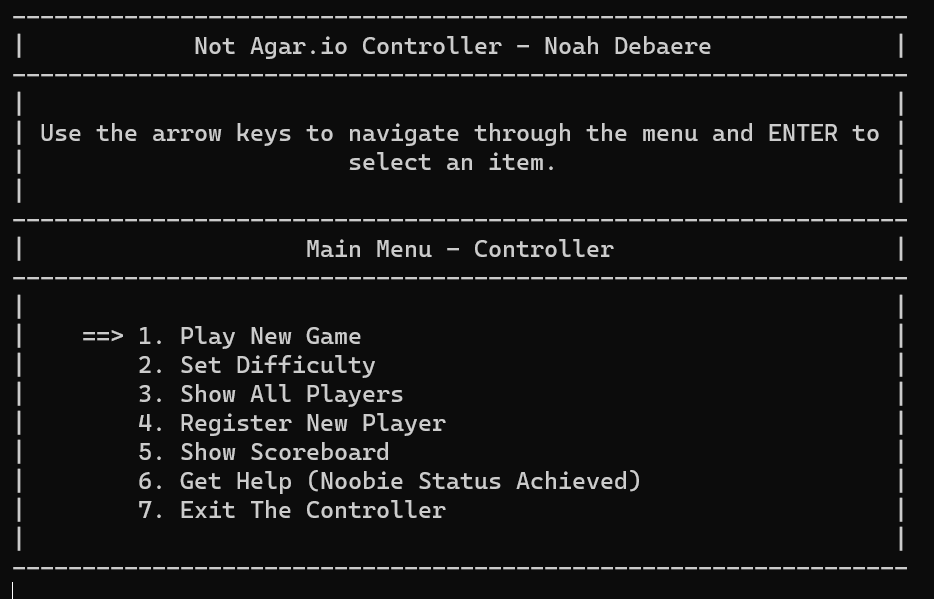 Not Agar.io Controller - Noah Debaere
Use the arrow keys to navigate through the menu and ENTER to
select an item.
Main Menu - Controller
==> 1. Play New Game
2. Set Difficulty
3. Show All Players
4. Register New Player
5. Show Scoreboard
6. Get Help (Noobie Status Achieved)
7. Exit The Controller